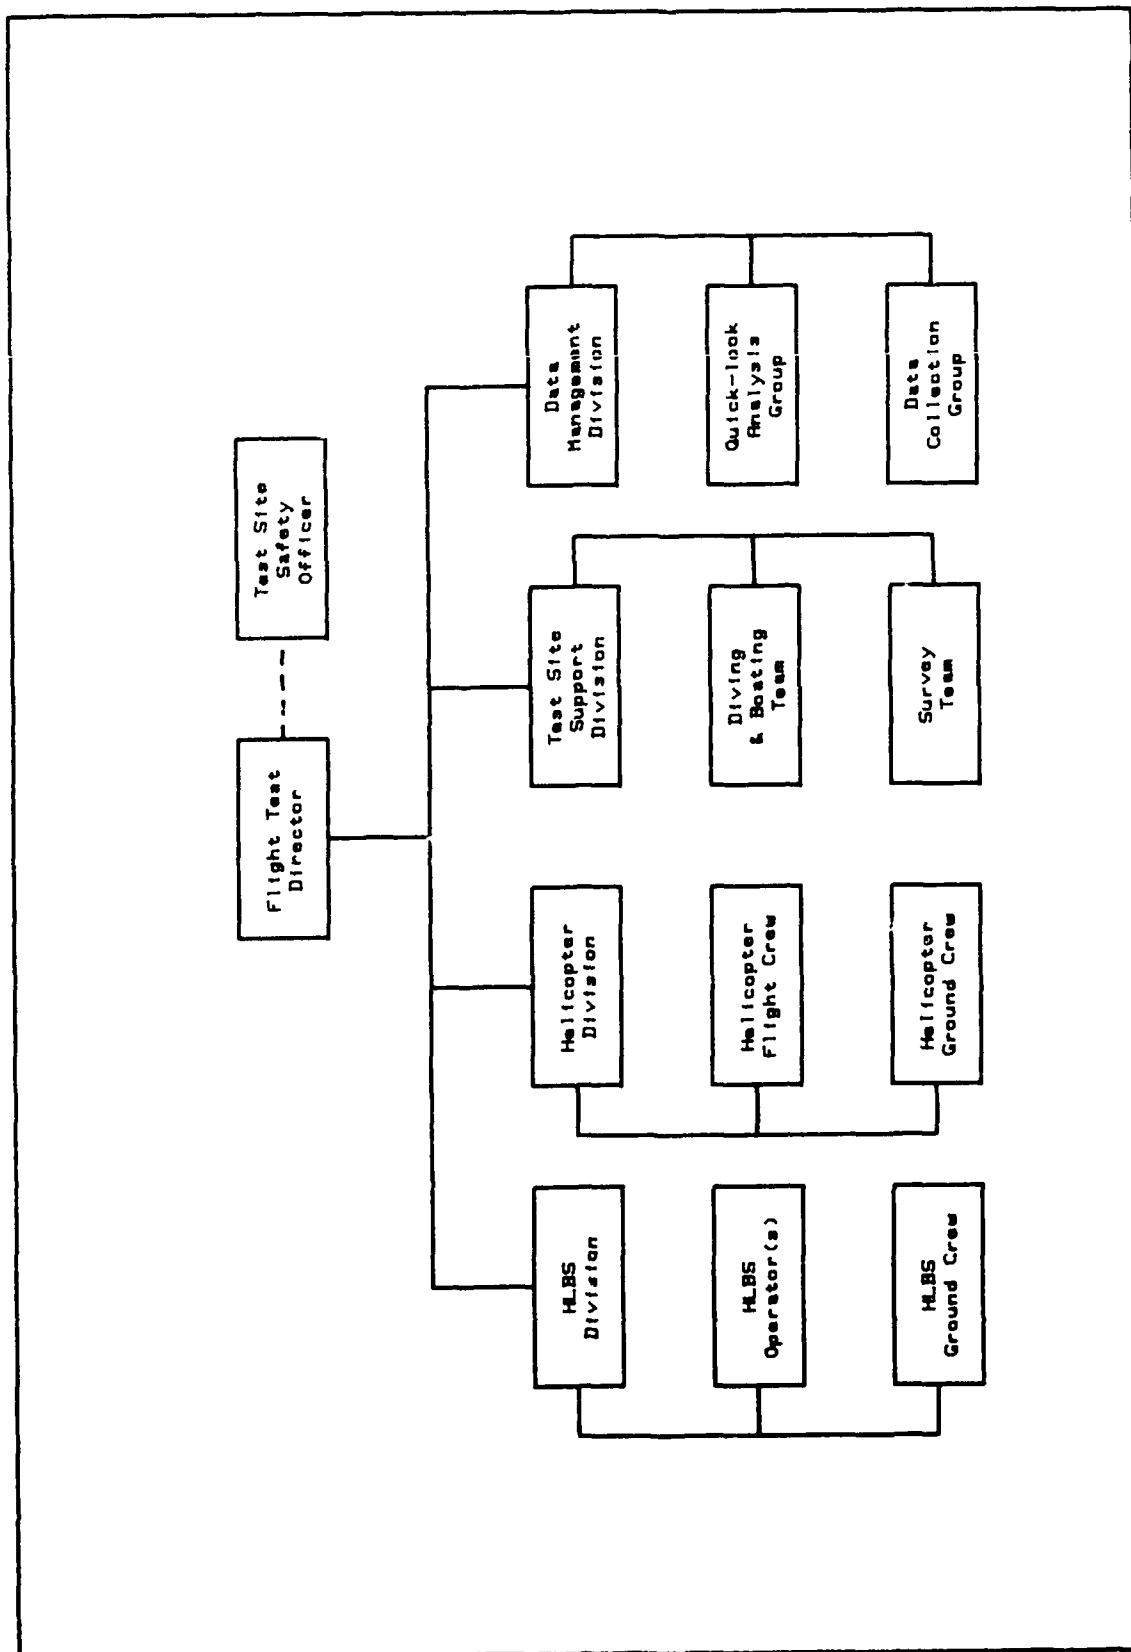 Flight Test
Director
Test Site
Safety
Officer
HLBS
Division
Helicopter
Division
Test Site
Support
Division
Data
Management
Division
HLBS
Operator(s)
Helicopter
Flight Crew
Diving
& Boating
Team
Quick-look
Analysis
Group
HLBS
Ground Crew
Helicopter
Ground Crew
Survey
Team
Data
Collection
Group